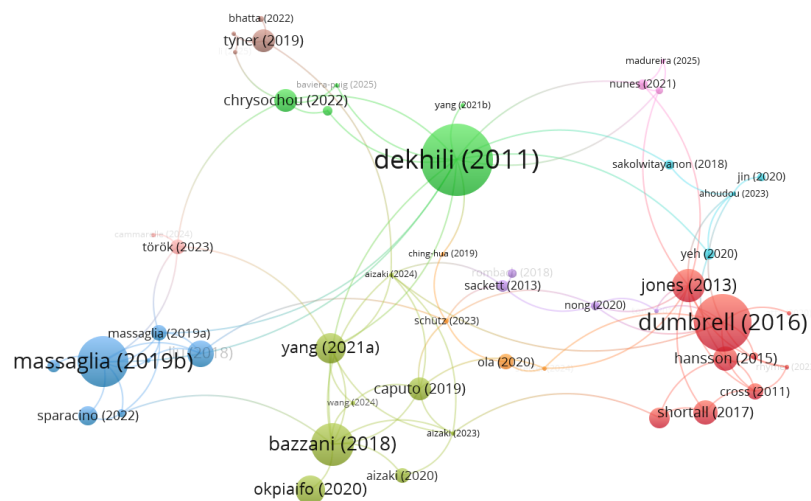 bhatta (2022)
tyner (2019)
madureira (2025)
baviera-puig (2025)
nunes (2021)
chrysochou (2022)
yang (2021b)
dekhili (2011)
sakolwitayanon (2018)
jin (2020)
ahoudou (2023)
cammarelle (2024)
török (2023)
ching-hua (2019)
yeh (2020)
aizaki (2024)
rombach (2018)
sackett (2013)
jones (2013)
nong (2020)
schütz (2023)
dumbrell (2016)
massaglia (2019a)
yang (2021a)
massaglia (2019b)
hansson (2015)
ola (2020)
caputo (2019)
cross (2011)
wang (2024)
sparacino (2022)
shortall (2017)
aizaki (2023)
bazzani (2018)
aizaki (2020)
okpiaifo (2020)